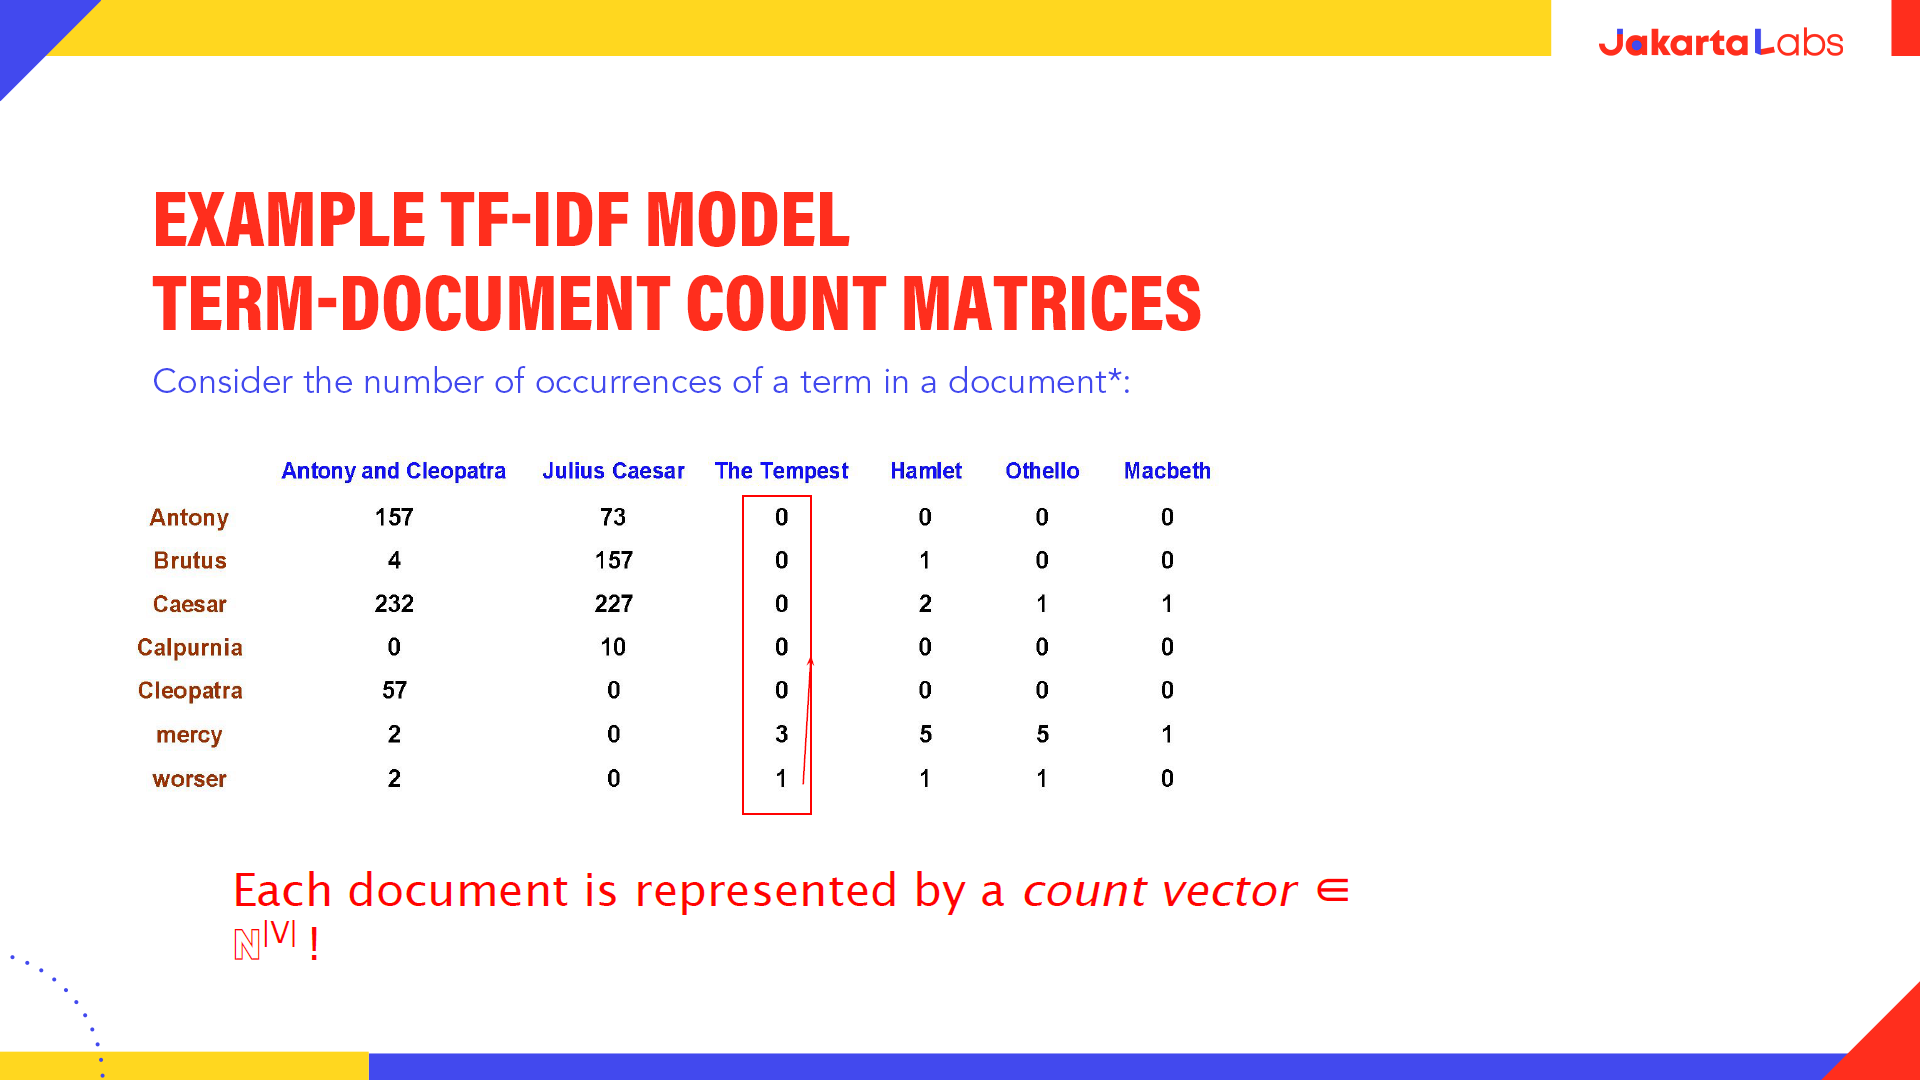 JakartaLabs
EXAMPLE TF-IDF MODEL
TERM-DOCUMENT COUNT MATRICES
Consider the number of occurrences of a term in a document*:
Antony and Cleopatra Julius Caesar The Tempest Hamlet Othello Macbeth
Antony 157 73 0 0 0 0
Brutus 4 157 0 1 0 0
Caesar 232 227 0 2 1 1
Calpurnia 0 10 0 0 0 0
Cleopatra 57 0 0 0 0 0
mercy 2 0 3 5 5 1
worser 2 0 1 1 1 0
Each document is represented by a count vector ∈
ℕ|V| !